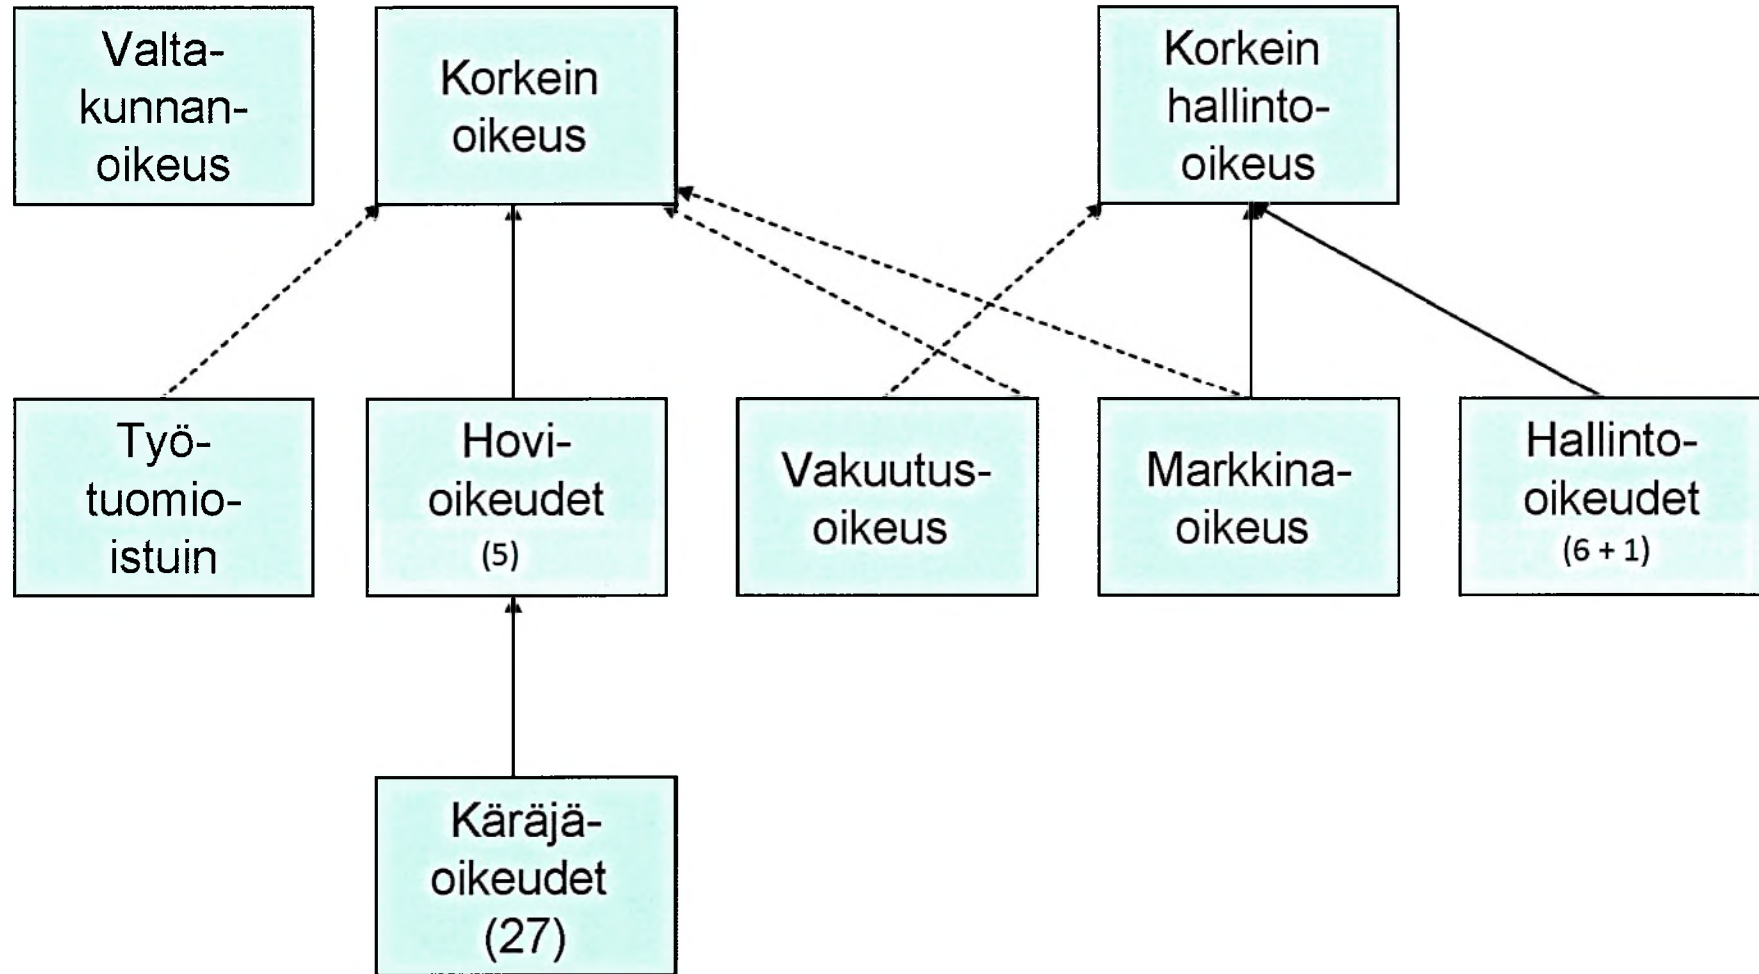 Valta-
kunnan-
oikeus
Korkein
oikeus
Korkein
hallinto-
oikeus
Työ-
tuomio-
istuin
Hovi-
oikeudet
(5)
Vakuutus-
oikeus
Markkina-
oikeus
Hallinto-
oikeudet
(6 + 1)
Käräjä-
oikeudet
(27)